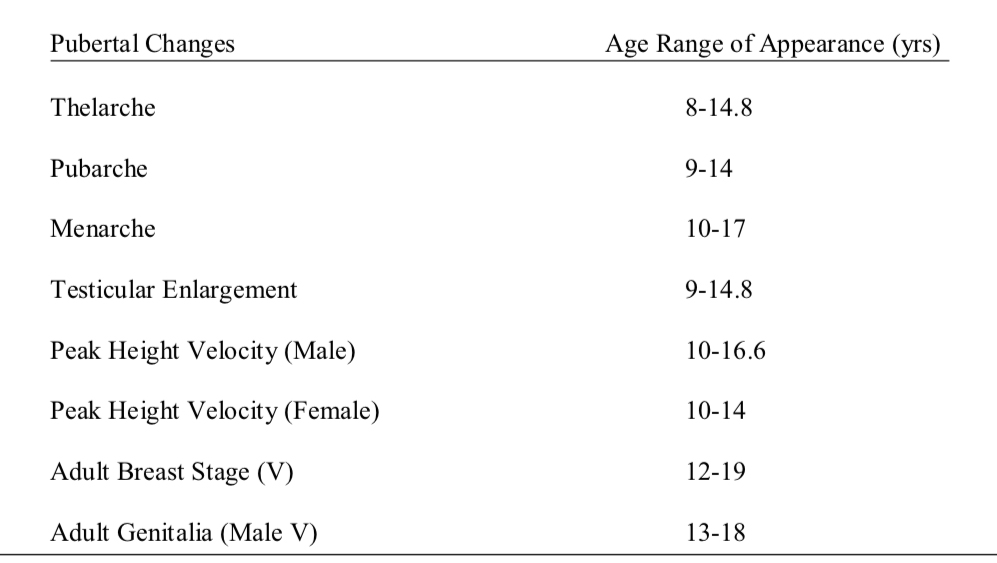 Pubertal Changes Age Range of Appearance (yrs)
Thelarche 8-14.8
Pubarche 9-14
Menarche 10-17
Testicular Enlargement 9-14.8
Peak Height Velocity (Male) 10-16.6
Peak Height Velocity (Female) 10-14
Adult Breast Stage (V) 12-19
Adult Genitalia (Male V) 13-18